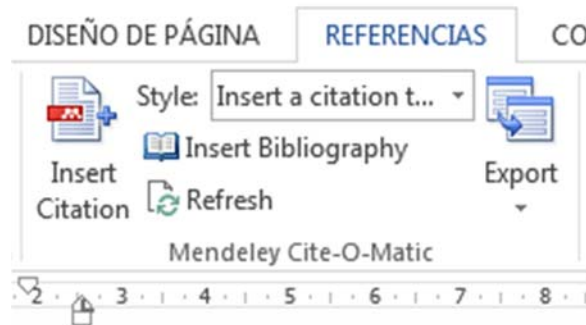 DISEÑO DE PÁGINA REFERENCIAS CO
Style: Insert a citation t...
Insert Bibliography
Insert Citation
Refresh
Export
Mendeley Cite-O-Matic
2 3 4 5 6 7 8